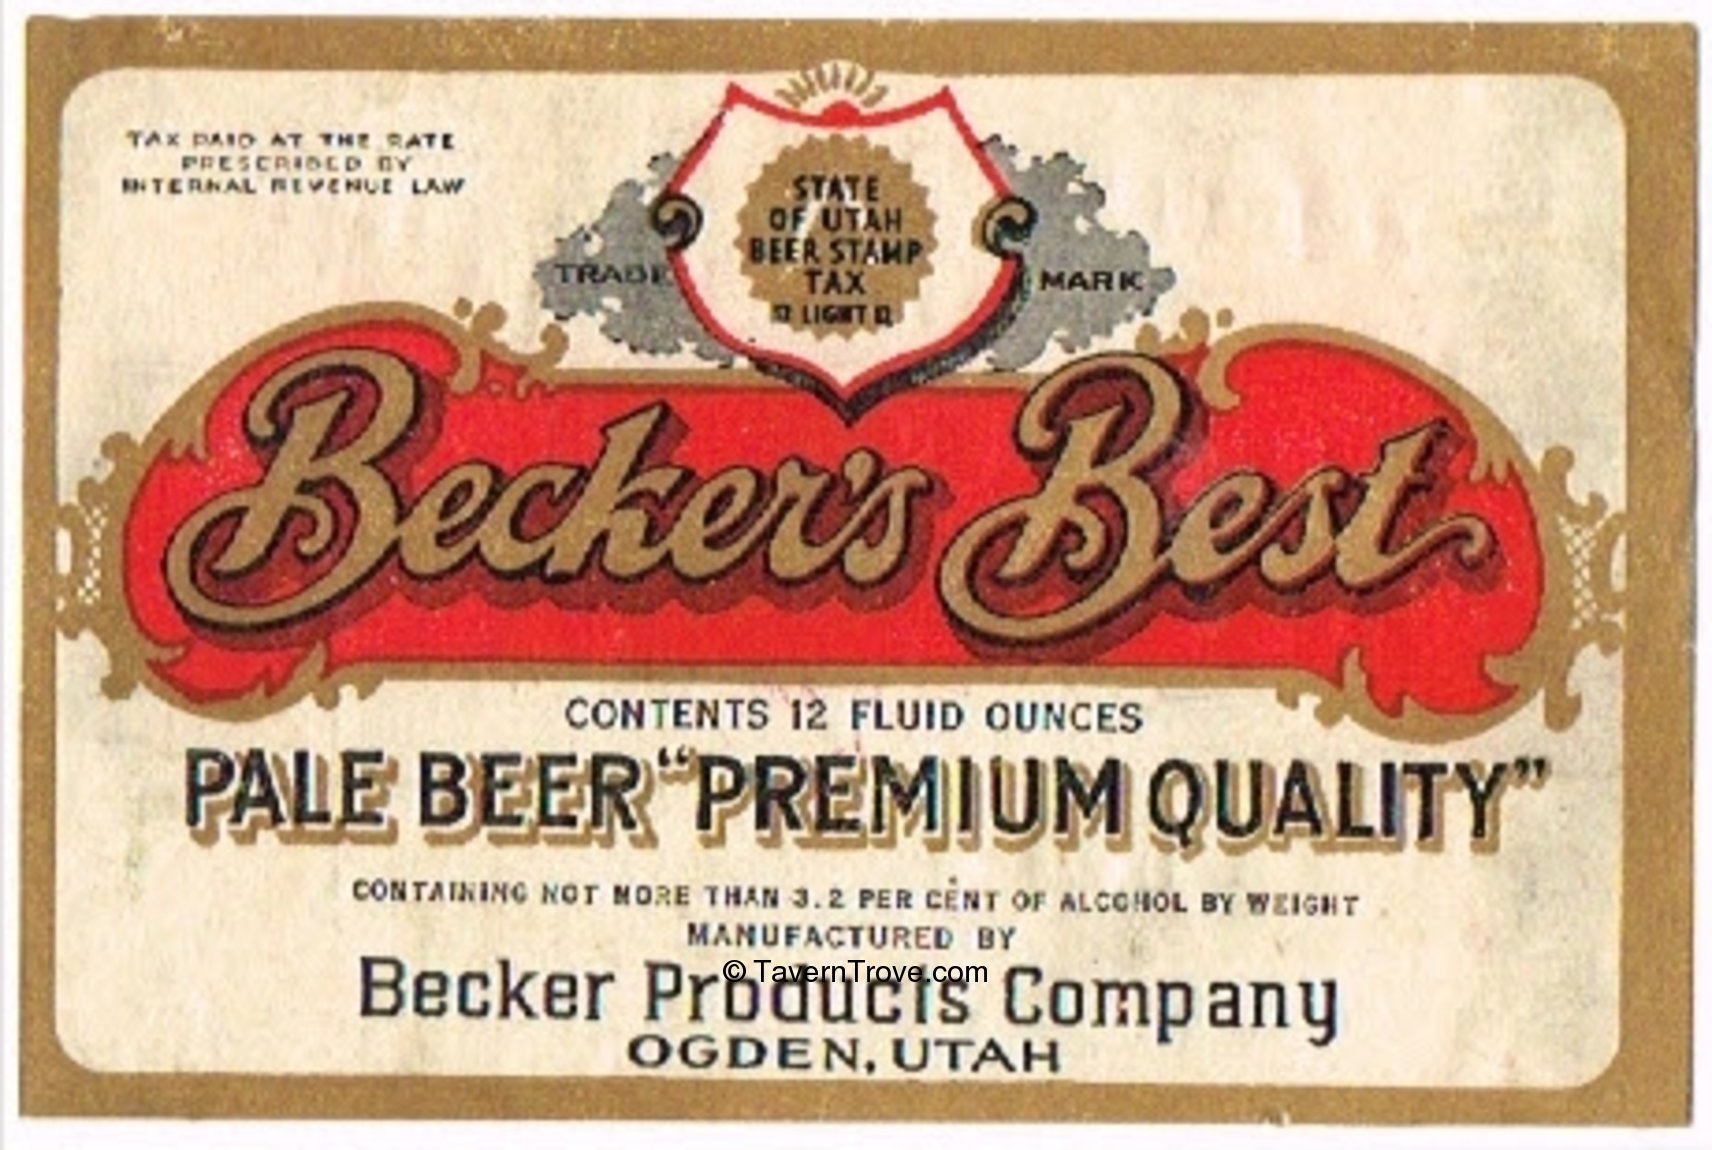 TAX PAID AT THE RATE
PRESCRIBED BY
INTERNAL REVENUE LAW
STATE
OF UTAH
BEER STAMP
TAX
12 LIGHT 12
TRADE MARK
Becker's Best
CONTENTS 12 FLUID OUNCES
PALE BEER "PREMIUM QUALITY"
CONTAINING NOT MORE THAN 3.2 PER CENT OF ALCOHOL BY WEIGHT
MANUFACTURED BY
© TavernTrove.com
Becker Products Company
OGDEN, UTAH